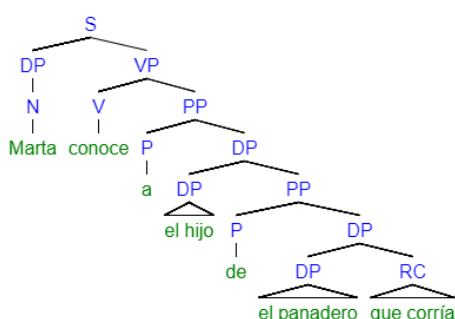 S
DP VP
N V PP
Marta conoce P DP
a DP PP
el hijo P DP
de DP RC
el panadero que corría